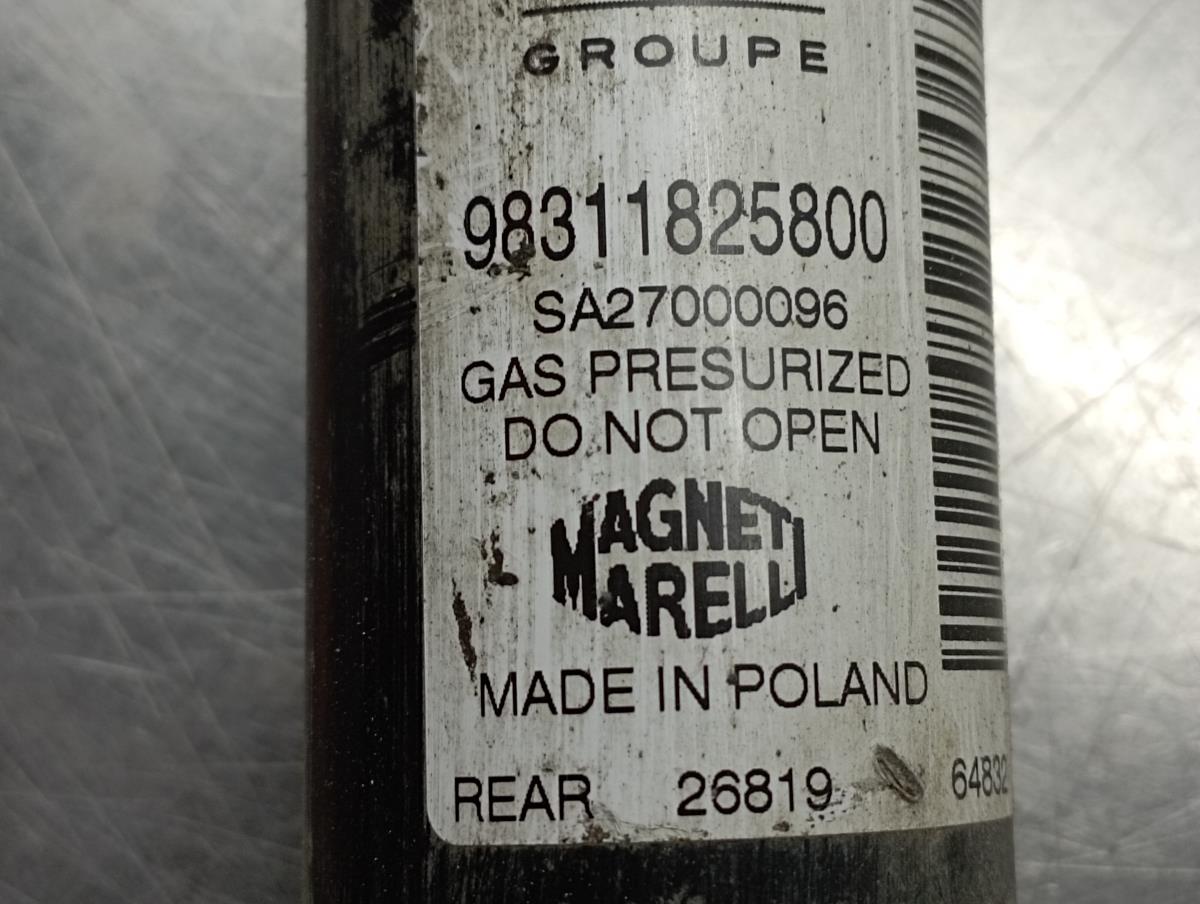 GROUPE
98311825800
SA27000096
GAS PRESURIZED
DO NOT OPEN
MAGNETI
MARELLI
MADE IN POLAND
REAR 26819 64832